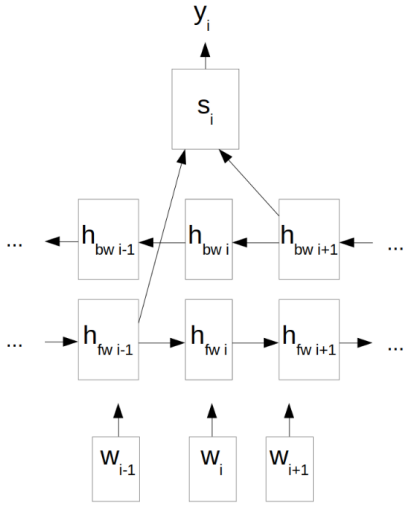 y_i
s_i
... h_bw i-1 h_bw i h_bw i+1 ...
... h_fw i-1 h_fw i h_fw i+1 ...
w_i-1 w_i w_i+1